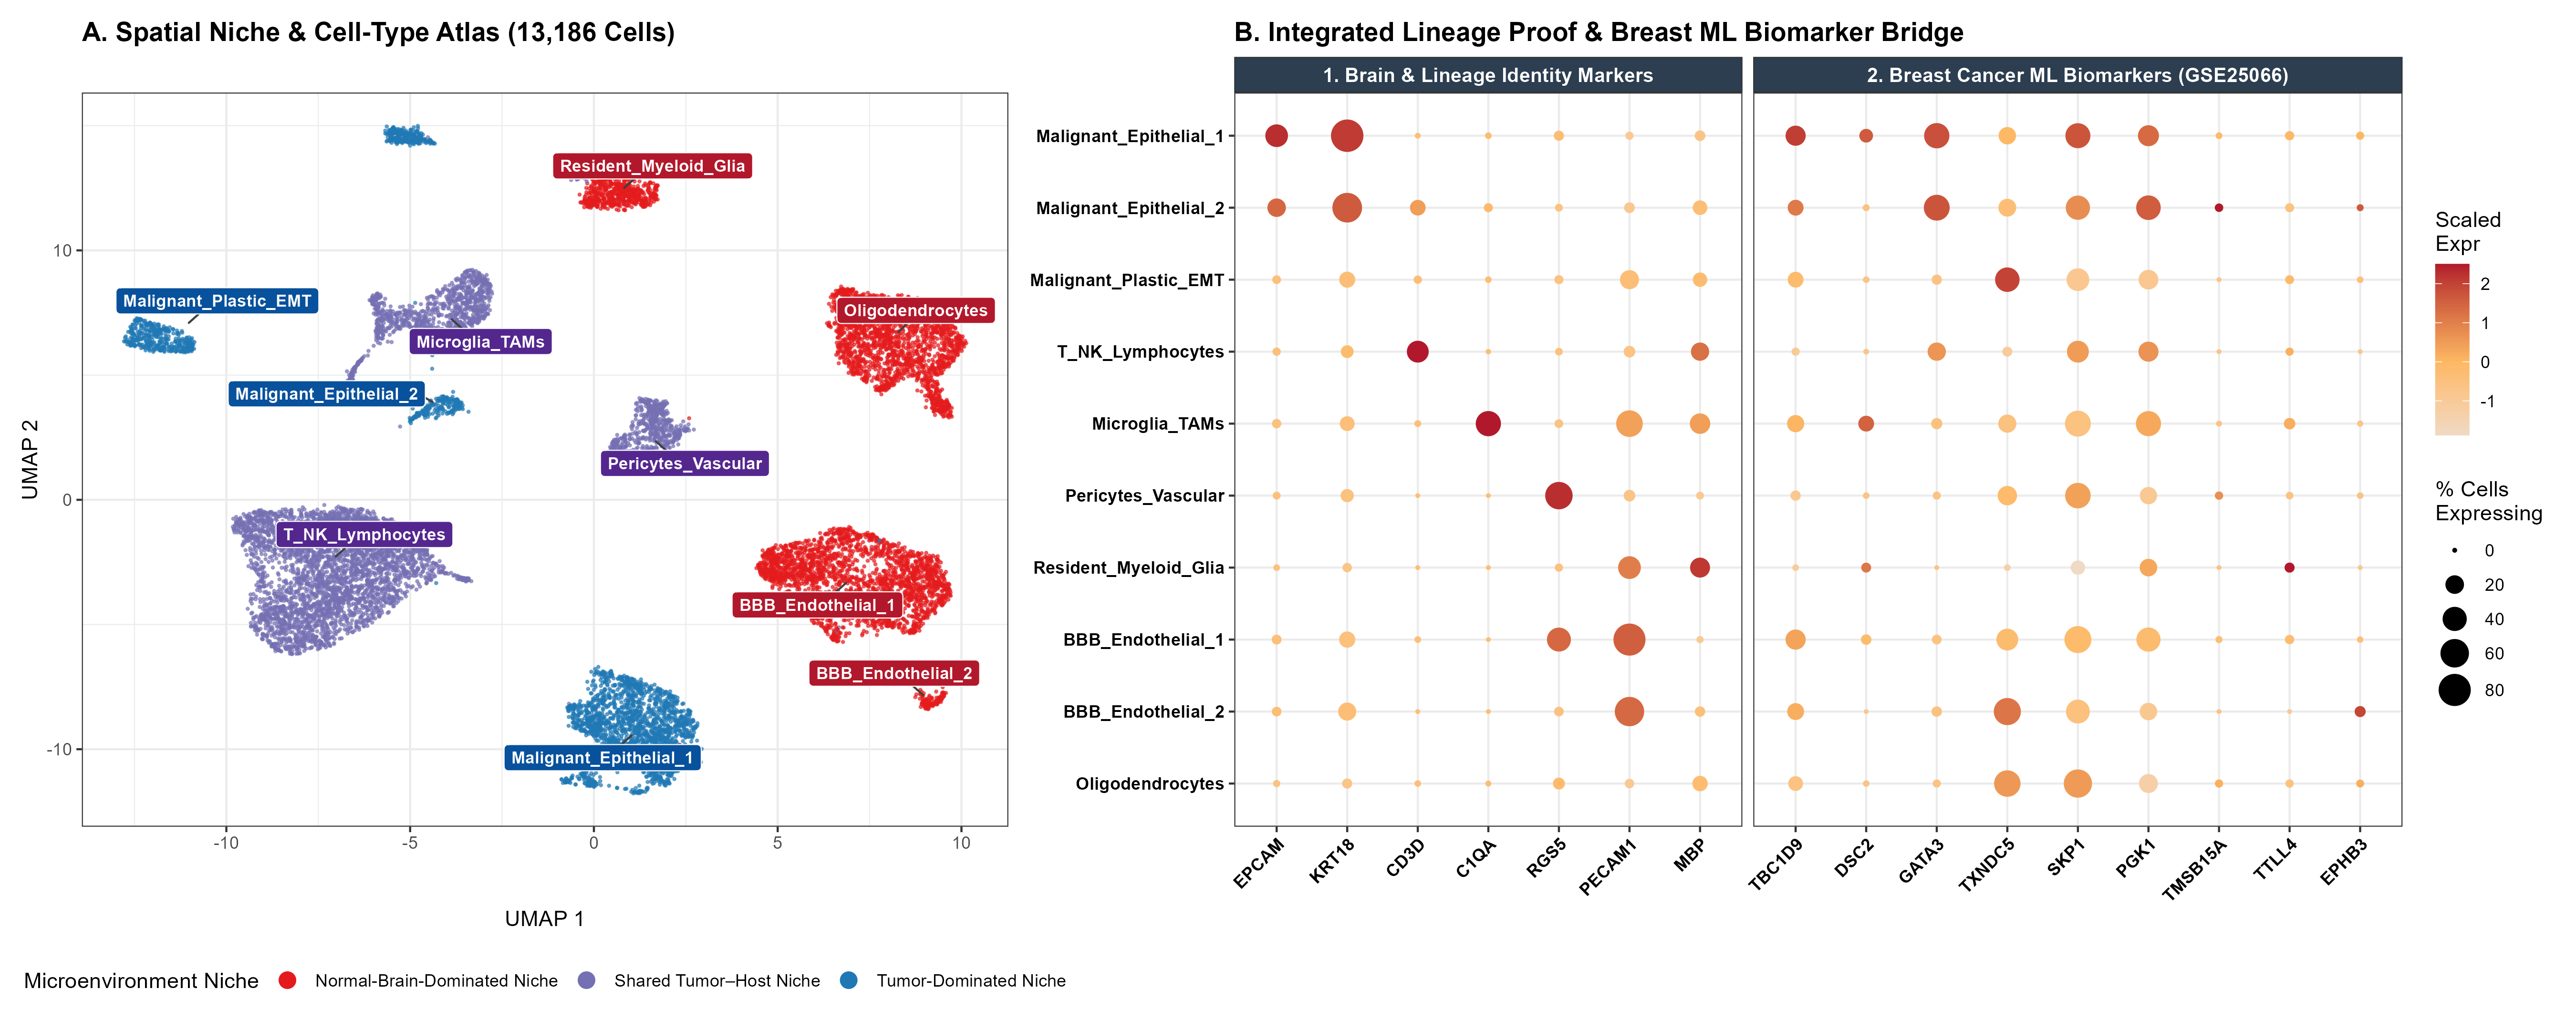 A. Spatial Niche & Cell-Type Atlas (13,186 Cells)
Resident_Myeloid_Glia
Malignant_Plastic_EMT
Oligodendrocytes
Microglia_TAMs
Malignant_Epithelial_2
Pericytes_Vascular
T_NK_Lymphocytes
BBB_Endothelial_1
BBB_Endothelial_2
Malignant_Epithelial_1
UMAP 2
10
0
-10
-10
-5
0
5
10
UMAP 1
Microenvironment Niche
Normal-Brain-Dominated Niche
Shared Tumor–Host Niche
Tumor-Dominated Niche
B. Integrated Lineage Proof & Breast ML Biomarker Bridge
1. Brain & Lineage Identity Markers
2. Breast Cancer ML Biomarkers (GSE25066)
Malignant_Epithelial_1
Malignant_Epithelial_2
Malignant_Plastic_EMT
T_NK_Lymphocytes
Microglia_TAMs
Pericytes_Vascular
Resident_Myeloid_Glia
BBB_Endothelial_1
BBB_Endothelial_2
Oligodendrocytes
EPCAM
KRT18
CD3D
C1QA
RGS5
PECAM1
MBP
TBC1D9
DSC2
GATA3
TXNDC5
SKP1
PGK1
TMSB15A
TTLL4
EPHB3
Scaled
Expr
2
1
0
-1
% Cells
Expressing
0
20
40
60
80